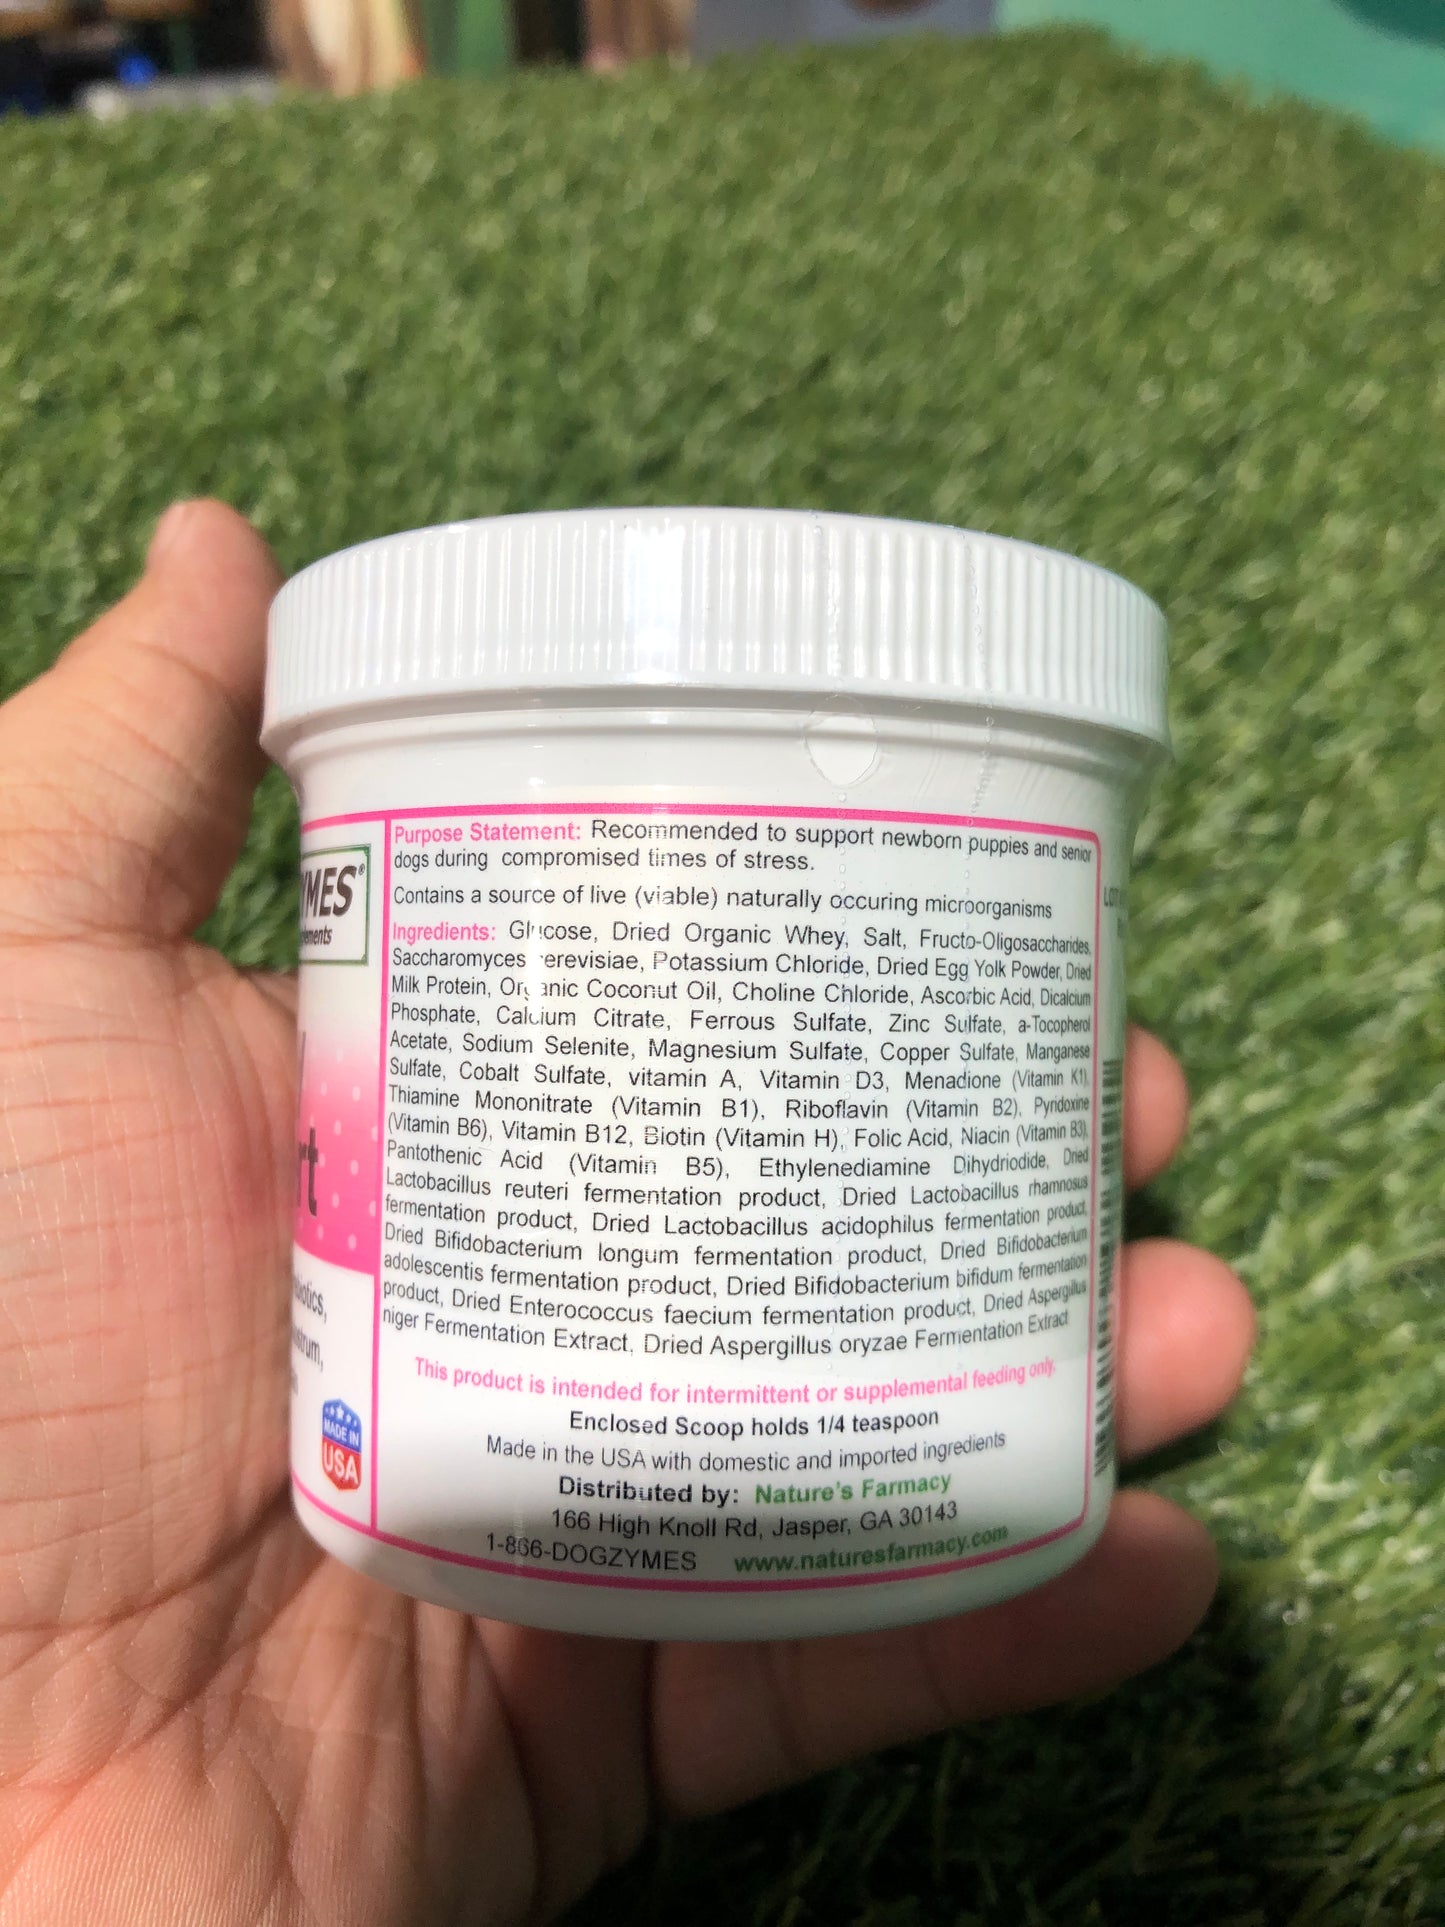 YMES®
Purpose Statement: Recommended to support newborn puppies and senior
dogs during compromised times of stress.
Contains a source of live (viable) naturally occuring microorganisms
Ingredients: Glucose, Dried Organic Whey, Salt, Fructo-Oligosaccharides,
Saccharomyces cerevisiae, Potassium Chloride, Dried Egg Yolk Powder, Dried
Milk Protein, Organic Coconut Oil, Choline Chloride, Ascorbic Acid, Dicalcium
Phosphate, Calcium Citrate, Ferrous Sulfate, Zinc Sulfate, a-Tocopherol
Acetate, Sodium Selenite, Magnesium Sulfate, Copper Sulfate, Manganese
Sulfate, Cobalt Sulfate, vitamin A, Vitamin D3, Menadione (Vitamin K1),
Thiamine Mononitrate (Vitamin B1), Riboflavin (Vitamin B2), Pyridoxine
(Vitamin B6), Vitamin B12, Biotin (Vitamin H), Folic Acid, Niacin (Vitamin B3),
Pantothenic Acid (Vitamin B5), Ethylenediamine Dihydriodide, Dried
Lactobacillus reuteri fermentation product, Dried Lactobacillus rhamnosus
fermentation product, Dried Lactobacillus acidophilus fermentation product,
Dried Bifidobacterium longum fermentation product, Dried Bifidobacterium
adolescentis fermentation product, Dried Bifidobacterium bifidum fermentation
product, Dried Enterococcus faecium fermentation product, Dried Aspergillus
niger Fermentation Extract, Dried Aspergillus oryzae Fermentation Extract
This product is intended for intermittent or supplemental feeding only.
Enclosed Scoop holds 1/4 teaspoon
Made in the USA with domestic and imported ingredients
Distributed by: Nature's Farmacy
166 High Knoll Rd, Jasper, GA 30143
1-866-DOGZYMES www.naturesfarmacy.com
MADE IN
USA